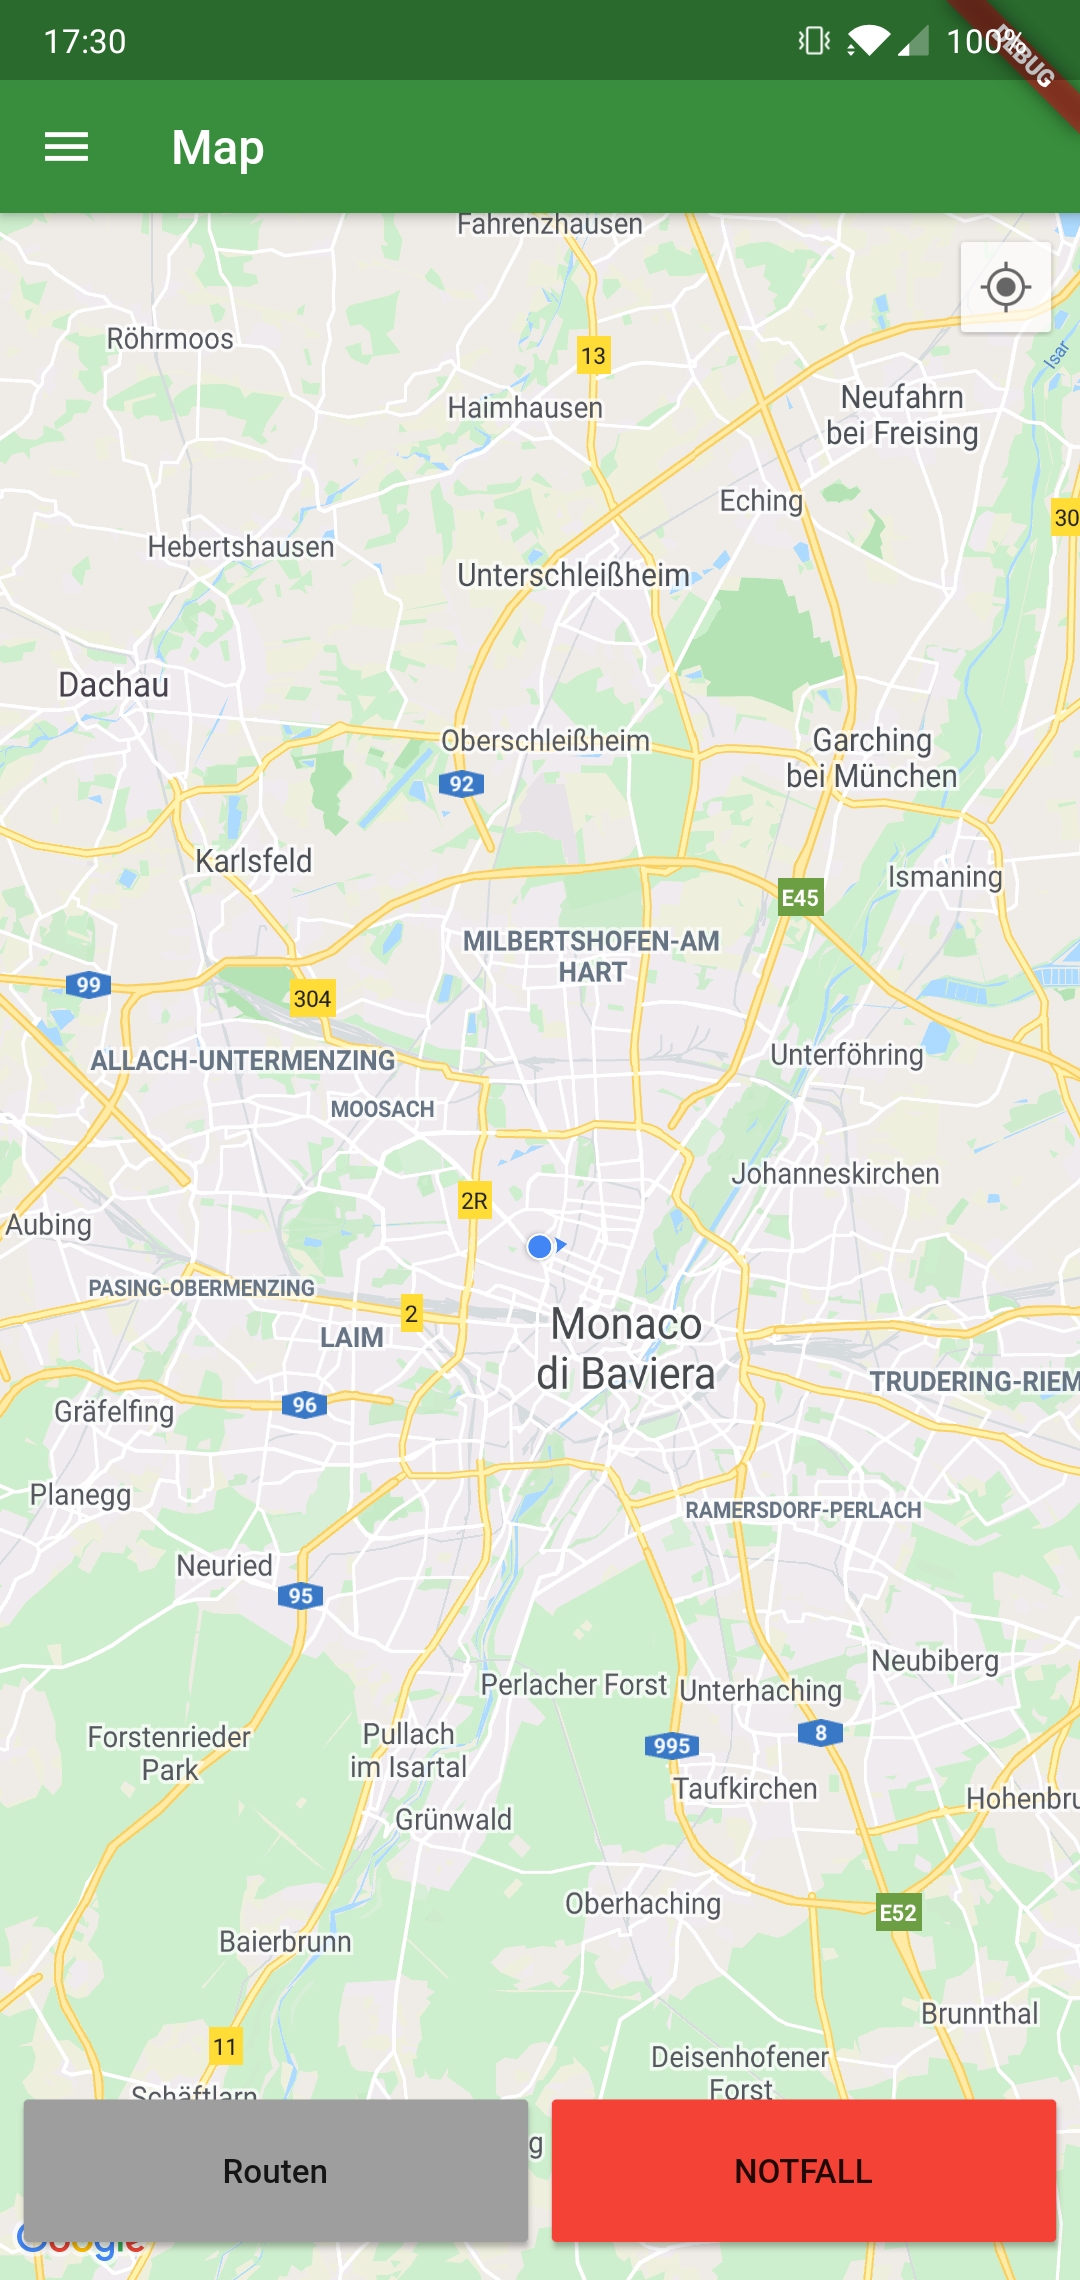 17:30
100%
DEBUG
Map
Fahrenzhausen
Röhrmoos
13
Isar
Haimhausen
Neufahrn
bei Freising
Eching
30
Hebertshausen
Unterschleißheim
Dachau
Oberschleißheim
Garching
bei München
92
Karlsfeld
Ismaning
E45
MILBERTSHOFEN-AM
HART
99
304
ALLACH-UNTERMENZING
Unterföhring
MOOSACH
Johanneskirchen
2R
Aubing
PASING-OBERMENZING
2
LAIM
Monaco
di Baviera
TRUDERING-RIEM
96
Gräfelfing
Planegg
RAMERSDORF-PERLACH
Neuried
95
Neubiberg
Perlacher Forst
Unterhaching
Forstenrieder
Park
Pullach
im Isartal
8
995
Taufkirchen
Hohenbru
Grünwald
Oberhaching
E52
Baierbrunn
Brunnthal
11
Deisenhofener
Forst
Schäftlarn
g
Routen
NOTFALL
Google